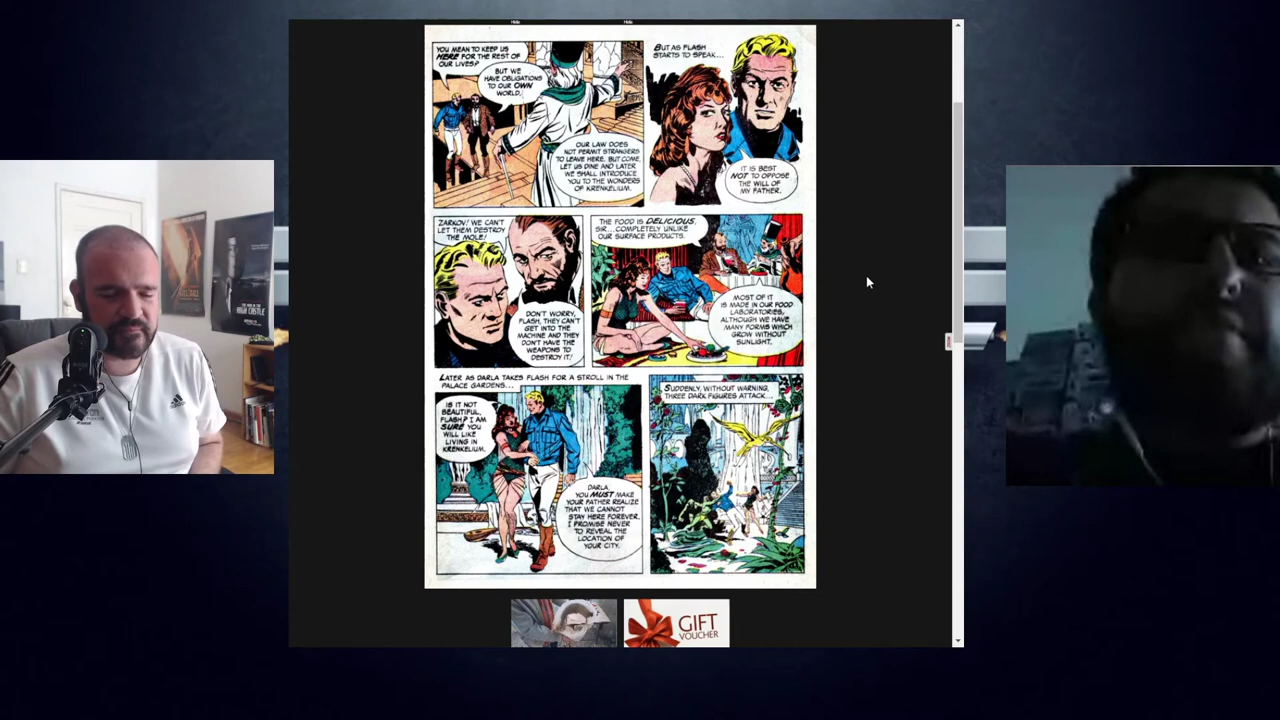 YOU MEAN TO KEEP US
HERE FOR THE REST OF
OUR LIVES?
BUT WE
HAVE OBLIGATIONS
TO OUR OWN
WORLD.
OUR LAW DOES
NOT PERMIT STRANGERS
TO LEAVE HERE. BUT COME,
LET US DINE AND LATER
WE SHALL INTRODUCE
YOU TO THE WONDERS
OF KRENKELIUM.
BUT AS FLASH
STARTS TO SPEAK...
IT IS BEST
NOT TO OPPOSE
THE WILL OF
MY FATHER.
ZARKOV! WE CAN'T
LET THEM DESTROY
THE MOLE!
DON'T WORRY,
FLASH, THEY CAN'T
GET INTO THE
MACHINE AND THEY
DON'T HAVE THE
WEAPONS TO
DESTROY IT!
THE FOOD IS DELICIOUS,
SIR...COMPLETELY UNLIKE
OUR SURFACE PRODUCTS.
MOST OF IT
IS MADE IN OUR FOOD
LABORATORIES,
ALTHOUGH WE HAVE
MANY FORMS WHICH
GROW WITHOUT
SUNLIGHT.
LATER AS DARLA TAKES FLASH FOR A STROLL IN THE
PALACE GARDENS...
IS IT NOT
BEAUTIFUL,
FLASH? I AM
SURE YOU
WILL LIKE
LIVING IN
KRENKELIUM.
DARLA,
YOU MUST MAKE
YOUR FATHER REALIZE
THAT WE CANNOT
STAY HERE FOREVER.
I PROMISE NEVER
TO REVEAL THE
LOCATION OF
YOUR CITY.
SUDDENLY, WITHOUT WARNING,
THREE DARK FIGURES ATTACK...
GIFT
VOUCHER
KILL BILL
HIGH CASTLE